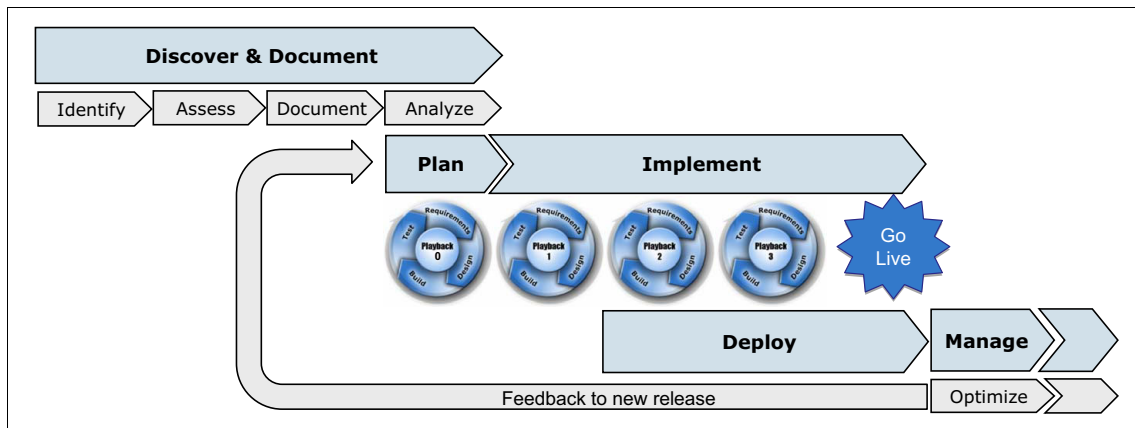 Discover & Document
Identify
Assess
Document
Analyze
Plan
Implement
Requirements
Design
Build
Test
Playback
0
Requirements
Design
Build
Test
Playback
1
Requirements
Design
Build
Test
Playback
2
Requirements
Design
Build
Test
Playback
3
Go
Live
Deploy
Manage
Feedback to new release
Optimize